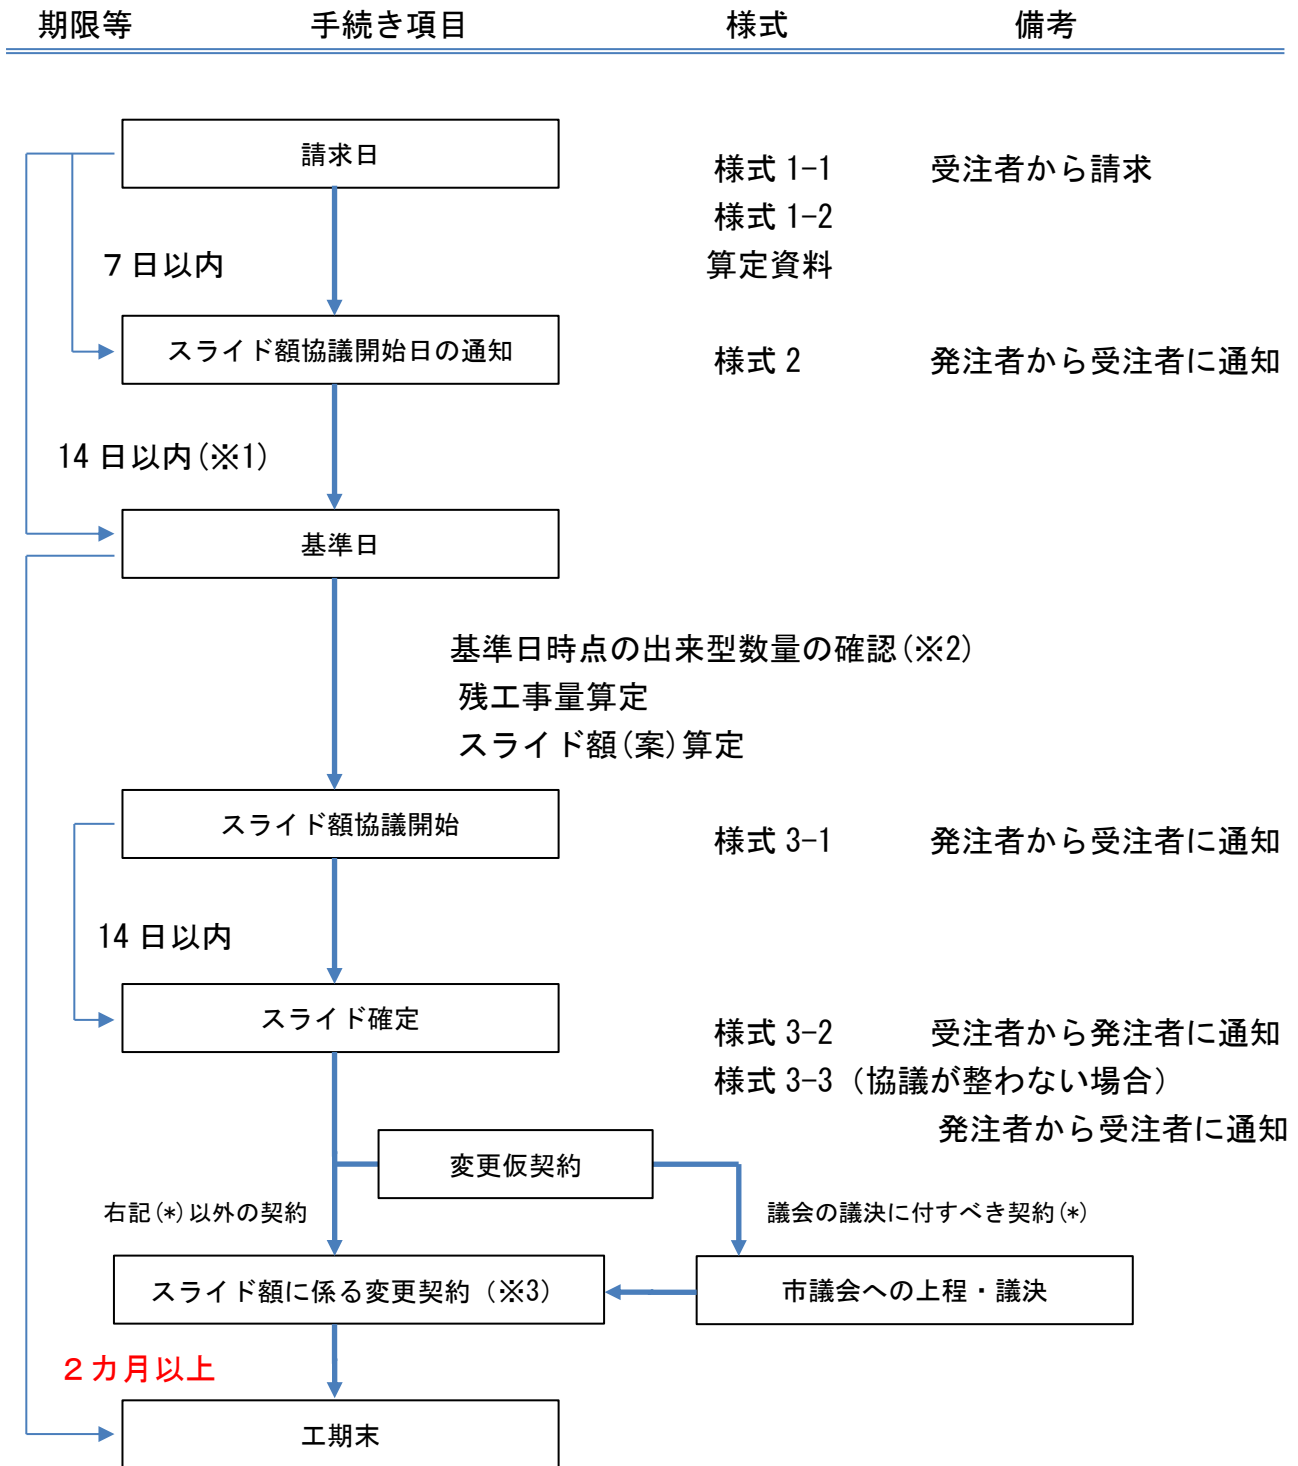 期限等 手続き項目 様式 備考
請求日
様式 1-1 受注者から請求
様式 1-2
7日以内 算定資料
スライド額協議開始日の通知
様式 2 発注者から受注者に通知
14日以内(※1)
基準日
基準日時点の出来型数量の確認(※2)
残工事量算定
スライド額(案)算定
スライド額協議開始
様式 3-1 発注者から受注者に通知
14日以内
スライド確定
様式 3-2 受注者から発注者に通知
様式 3-3(協議が整わない場合)
発注者から受注者に通知
変更仮契約
右記(*)以外の契約 議会の議決に付すべき契約(*)
スライド額に係る変更契約(※3) 市議会への上程・議決
2カ月以上
工期末